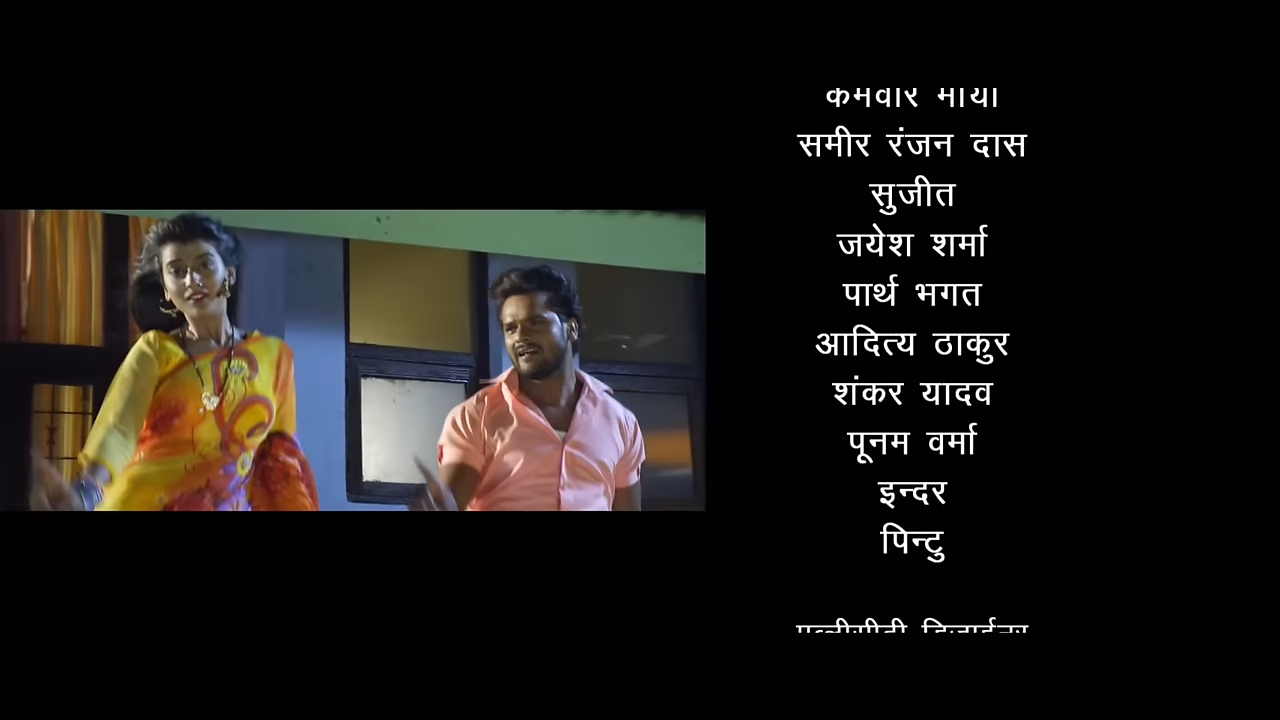 समीर रंजन दास
सुजीत
जयेश शर्मा
पार्थ भगत
आदित्य ठाकुर
शंकर यादव
पूनम वर्मा
इन्दर
पिन्टु